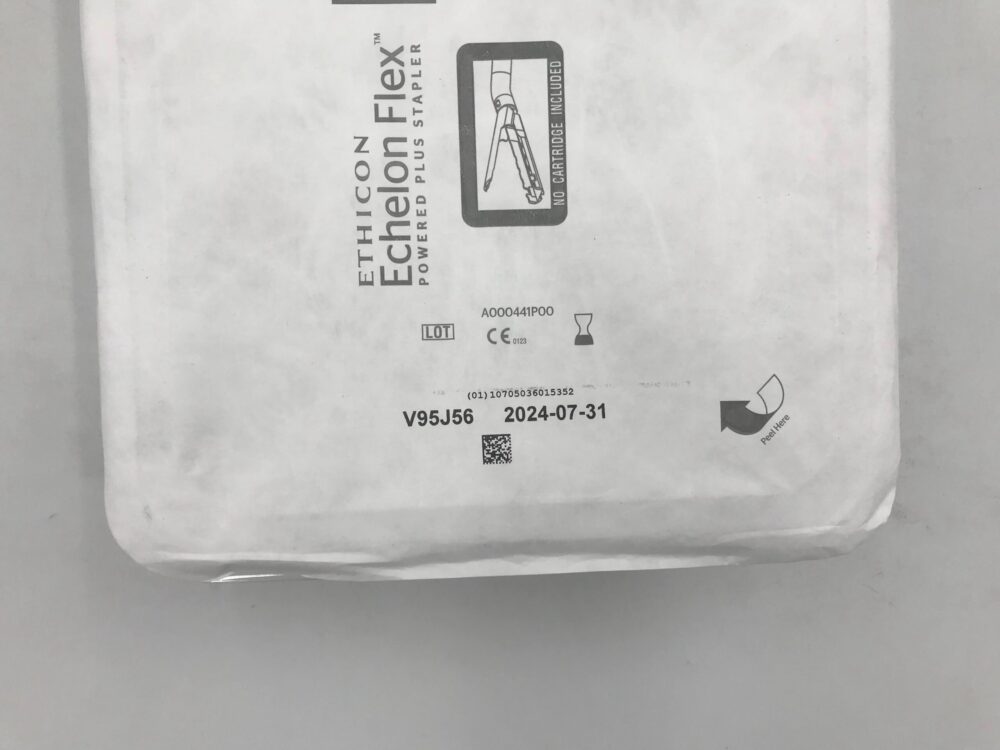 ETHICON
Echelon Flex™
POWERED PLUS STAPLER
NO CARTRIDGE INCLUDED
A000441P00
LOT
CE 0123
(01)10705036015352
V95J56 2024-07-31
Peel Here